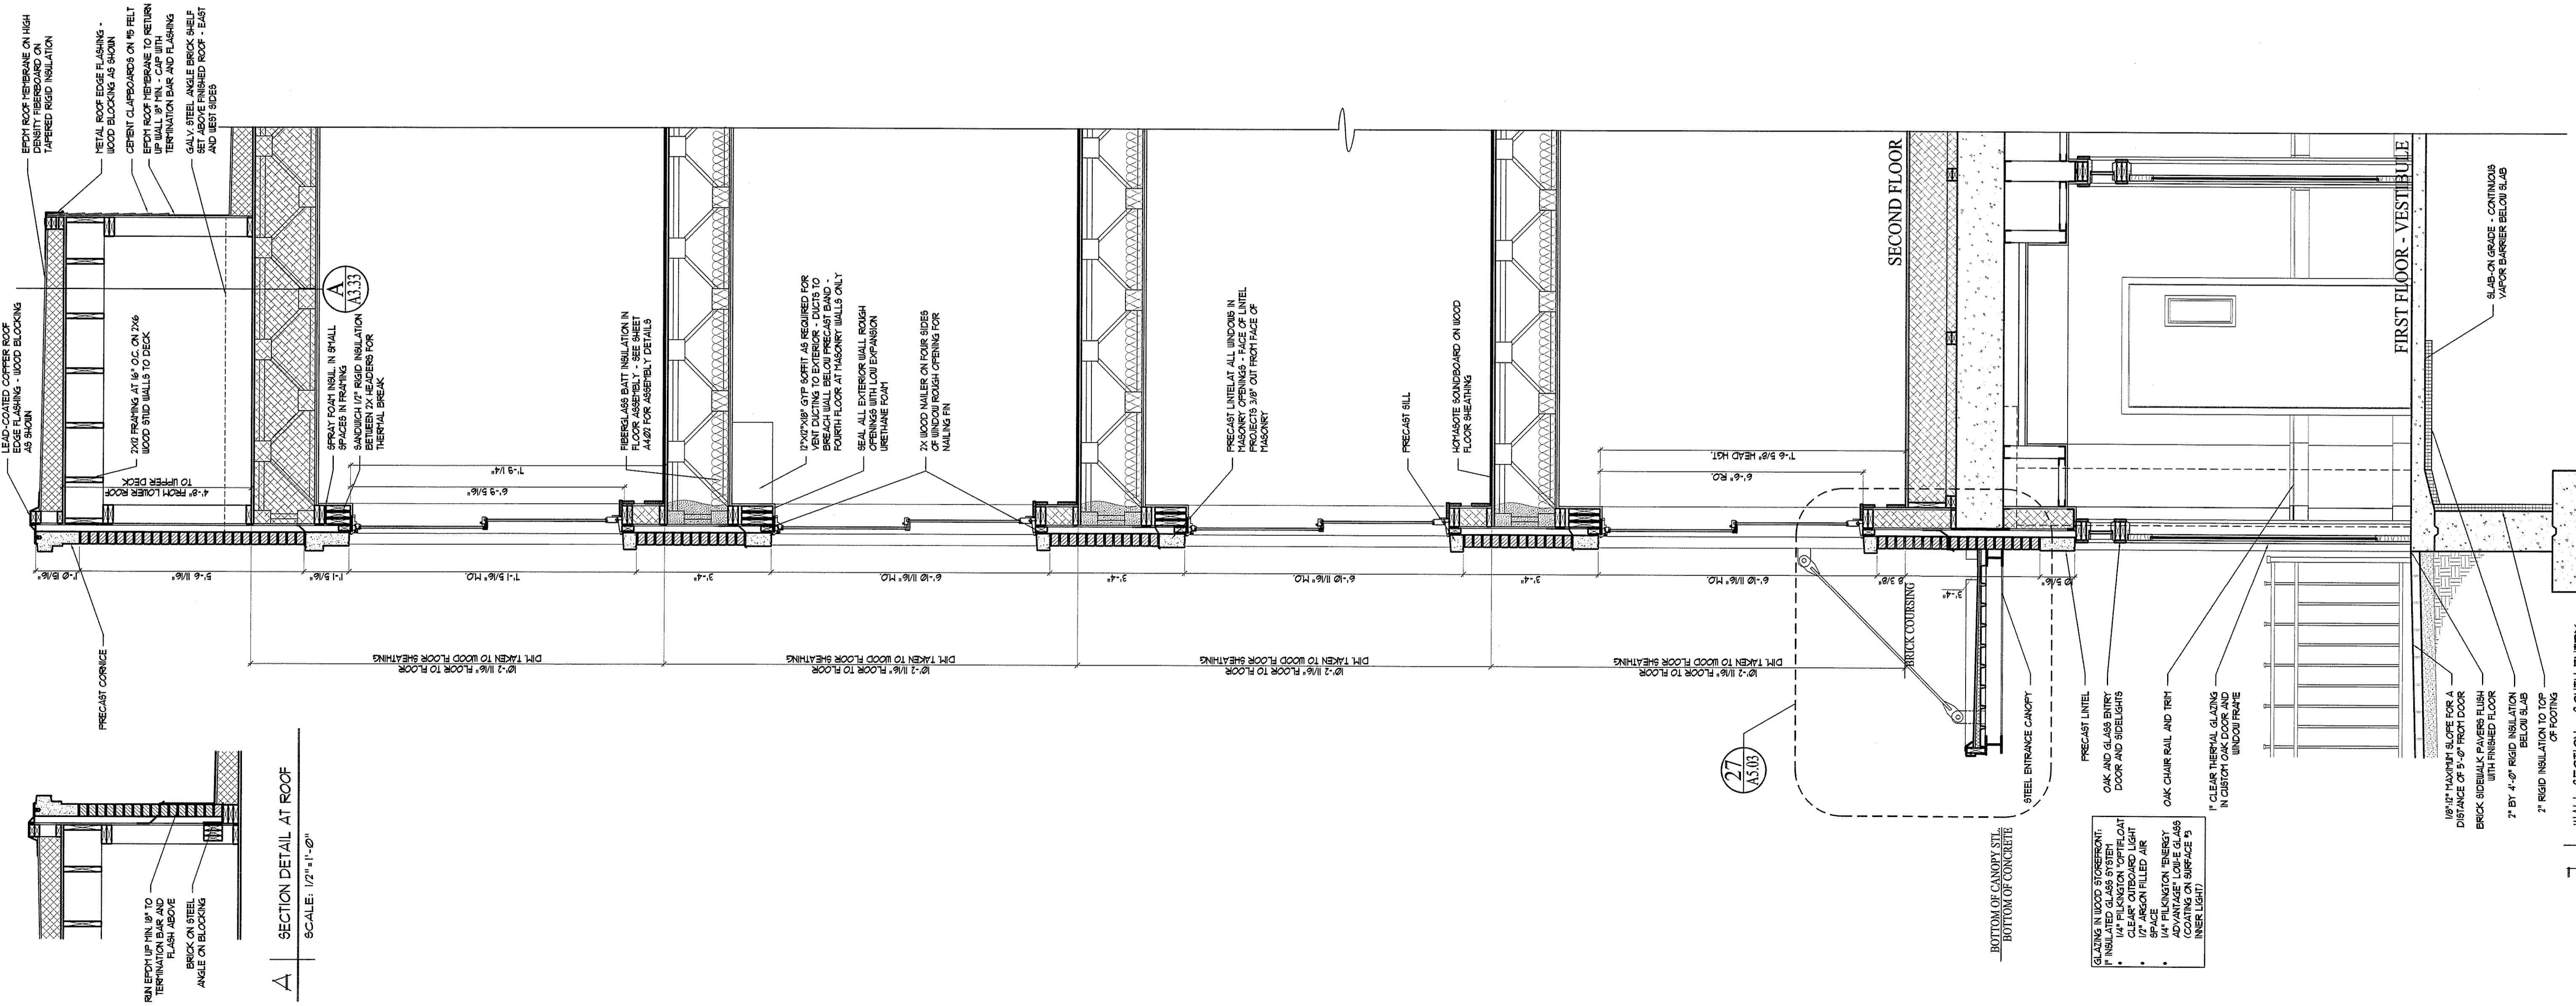 LEAD-COATED COPPER ROOF
EDGE FLASHING - WOOD BLOCKING
AS SHOWN
EPDM ROOF MEMBRANE ON HIGH
DENSITY FIBERBOARD ON
TAPERED RIGID INSULATION
METAL ROOF EDGE FLASHING -
WOOD BLOCKING AS SHOWN
CEMENT CLAPBOARDS ON #15 FELT
EPDM ROOF MEMBRANE TO RETURN
UP WALL 18" MIN. - CAP WITH
TERMINATION BAR AND FLASHING
GALV. STEEL ANGLE BRICK SHELF
SET ABOVE FINISHED ROOF - EAST
AND WEST SIDES
2X12 FRAMING AT 16" O.C. ON 2X6
WOOD STUD WALLS TO DECK
4'-8" FROM LOWER ROOF
TO UPPER DECK
A
A3.33
SPRAY FOAM INSUL. IN SMALL
SPACES IN FRAMING
SANDWICH 1/2" RIGID INSULATION
BETWEEN 2X HEADERS FOR
THERMAL BREAK
7'-9 1/4"
6'-9 5/16"
FIBERGLASS BATT INSULATION IN
FLOOR ASSEMBLY - SEE SHEET
A4.02 FOR ASSEMBLY DETAILS
12"X12"X18" GYP SOFFIT AS REQUIRED FOR
VENT DUCTING TO EXTERIOR - DUCTS TO
BREACH WALL BELOW PRECAST BAND -
FOURTH FLOOR AT MASONRY WALLS ONLY
SEAL ALL EXTERIOR WALL ROUGH
OPENINGS WITH LOW EXPANSION
URETHANE FOAM
2X WOOD NAILER ON FOUR SIDES
OF WINDOW ROUGH OPENING FOR
NAILING FIN
PRECAST LINTEL AT ALL WINDOWS IN
MASONRY OPENINGS - FACE OF LINTEL
PROJECTS 3/8" OUT FROM FACE OF
MASONRY
PRECAST SILL
HOMASOTE SOUNDBOARD ON WOOD
FLOOR SHEATHING
7'-6 5/8" HEAD HGT.
6'-6" R.O.
SECOND FLOOR
FIRST FLOOR - VESTIBULE
SLAB-ON GRADE - CONTINUOUS
VAPOR BARRIER BELOW SLAB
1'-0 15/16"
5'-6 11/16"
1'-1 5/16"
7'-1 5/16" M.O.
3'-4"
6'-10 11/16" M.O.
3'-4"
6'-10 11/16" M.O.
3'-4"
6'-10 11/16" M.O.
8 3/8"
3'-4"
10 5/16"
10'-2 11/16" FLOOR TO FLOOR
DIM. TAKEN TO WOOD FLOOR SHEATHING
10'-2 11/16" FLOOR TO FLOOR
DIM. TAKEN TO WOOD FLOOR SHEATHING
10'-2 11/16" FLOOR TO FLOOR
DIM. TAKEN TO WOOD FLOOR SHEATHING
10'-2 11/16" FLOOR TO FLOOR
DIM. TAKEN TO WOOD FLOOR SHEATHING
BRICK COURSING
PRECAST CORNICE
27
A5.03
STEEL ENTRANCE CANOPY
PRECAST LINTEL
OAK AND GLASS ENTRY
DOOR AND SIDELIGHTS
OAK CHAIR RAIL AND TRIM
1" CLEAR THERMAL GLAZING
IN CUSTOM OAK DOOR AND
WINDOW FRAME
1/8":12" MAXIMUM SLOPE FOR A
DISTANCE OF 5'-0" FROM DOOR
BRICK SIDEWALK PAVERS FLUSH
WITH FINISHED FLOOR
2" BY 4'-0" RIGID INSULATION
BELOW SLAB
2" RIGID INSULATION TO TOP
OF FOOTING
BOTTOM OF CANOPY STL.
BOTTOM OF CONCRETE
GLAZING IN WOOD STOREFRONT:
1" INSULATED GLASS SYSTEM
• 1/4" PILKINGTON "OPTIFLOAT
CLEAR" OUTBOARD LIGHT
• 1/2" ARGON FILLED AIR
SPACE
• 1/4" PILKINGTON "ENERGY
ADVANTAGE" LOW-E GLASS
(COATING ON SURFACE #3
INNER LIGHT)
RUN EPDM UP MIN. 18" TO
TERMINATION BAR AND
FLASH ABOVE
BRICK ON STEEL
ANGLE ON BLOCKING
A
SECTION DETAIL AT ROOF
SCALE: 1/2"=1'-0"